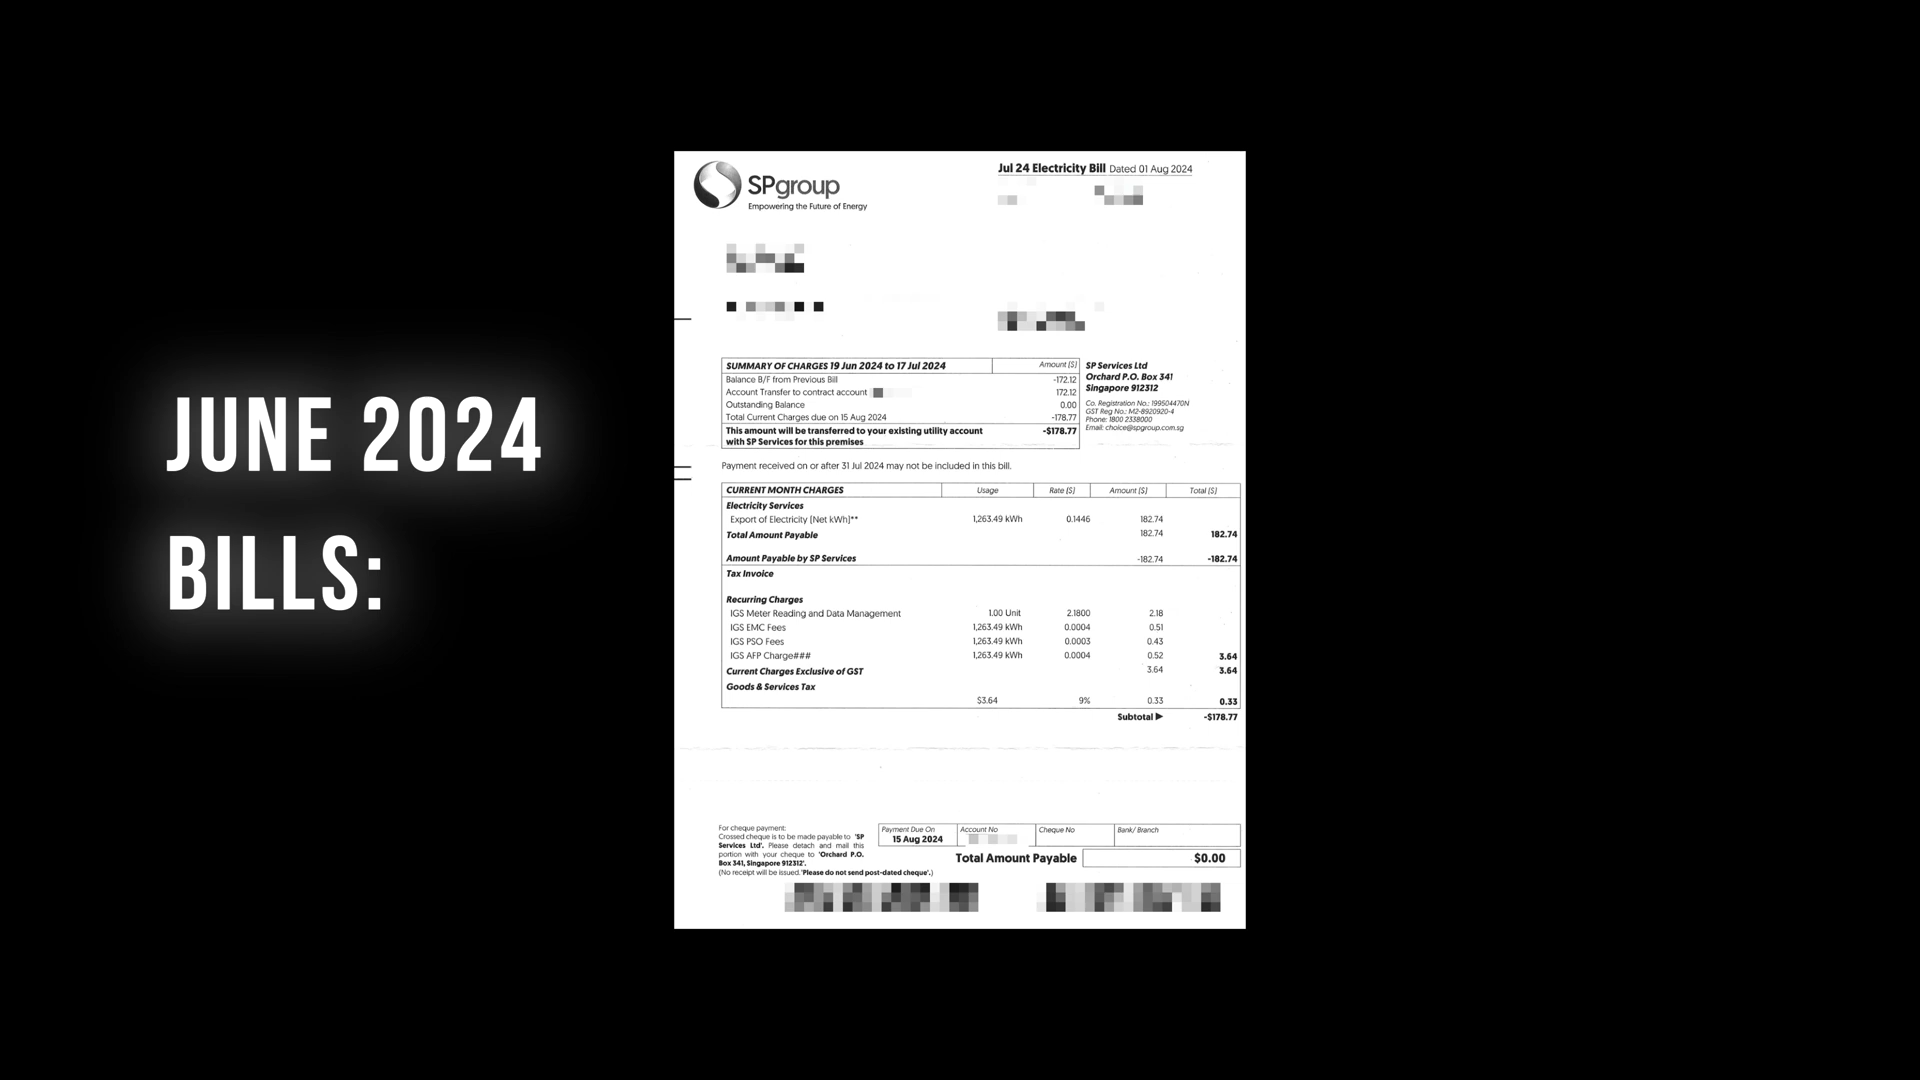 JUNE 2024
BILLS:
SPgroup
Empowering the Future of Energy
Jul 24 Electricity Bill Dated 01 Aug 2024
SUMMARY OF CHARGES 19 Jun 2024 to 17 Jul 2024 Amount ($)
Balance B/F from Previous Bill -172.12
Account Transfer to contract account 172.12
Outstanding Balance 0.00
Total Current Charges due on 15 Aug 2024 -178.77
This amount will be transferred to your existing utility account -$178.77
with SP Services for this premises
SP Services Ltd
Orchard P.O. Box 341
Singapore 912312
Co. Registration No.: 199504470N
GST Reg No.: M2-8920920-4
Phone: 1800 2338000
Email: choice@spgroup.com.sg
Payment received on or after 31 Jul 2024 may not be included in this bill.
CURRENT MONTH CHARGES Usage Rate ($) Amount ($) Total ($)
Electricity Services
Export of Electricity (Net kWh)** 1,263.49 kWh 0.1446 182.74
Total Amount Payable 182.74 182.74
Amount Payable by SP Services -182.74 -182.74
Tax Invoice
Recurring Charges
IGS Meter Reading and Data Management 1.00 Unit 2.1800 2.18
IGS EMC Fees 1,263.49 kWh 0.0004 0.51
IGS PSO Fees 1,263.49 kWh 0.0003 0.43
IGS AFP Charge### 1,263.49 kWh 0.0004 0.52 3.64
Current Charges Exclusive of GST 3.64 3.64
Goods & Services Tax
$3.64 9% 0.33 0.33
Subtotal ▶ -$178.77
For cheque payment:
Crossed cheque is to be made payable to 'SP
Services Ltd'. Please detach and mail this
portion with your cheque to 'Orchard P.O.
Box 341, Singapore 912312'.
(No receipt will be issued.'Please do not send post-dated cheque'.)
Payment Due On Account No Cheque No Bank/ Branch
15 Aug 2024
Total Amount Payable $0.00